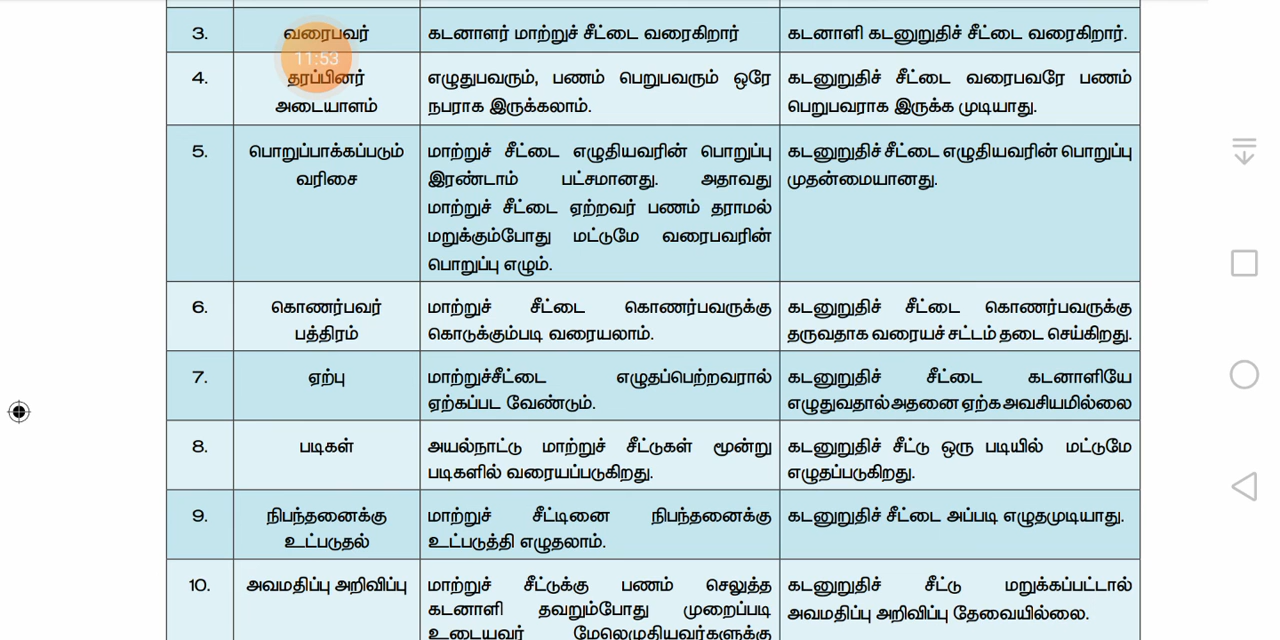 3. வரைபவர் கடனாளர் மாற்றுச் சீட்டை வரைகிறார் கடனாளி கடனுறுதிச் சீட்டை வரைகிறார்.
11:53
4. தரப்பினர் எழுதுபவரும், பணம் பெறுபவரும் ஒரே கடனுறுதிச் சீட்டை வரைபவரே பணம்
அடையாளம் நபராக இருக்கலாம். பெறுபவராக இருக்க முடியாது.
5. பொறுப்பாக்கப்படும் மாற்றுச் சீட்டை எழுதியவரின் பொறுப்பு கடனுறுதிச் சீட்டை எழுதியவரின் பொறுப்பு
வரிசை இரண்டாம் பட்சமானது. அதாவது முதன்மையானது.
மாற்றுச் சீட்டை ஏற்றவர் பணம் தராமல்
மறுக்கும்போது மட்டுமே வரைபவரின்
பொறுப்பு எழும்.
6. கொணர்பவர் மாற்றுச் சீட்டை கொணர்பவருக்கு கடனுறுதிச் சீட்டை கொணர்பவருக்கு
பத்திரம் கொடுக்கும்படி வரையலாம். தருவதாக வரையச் சட்டம் தடை செய்கிறது.
7. ஏற்பு மாற்றுச்சீட்டை எழுதப்பெற்றவரால் கடனுறுதிச் சீட்டை கடனாளியே
ஏற்கப்பட வேண்டும். எழுதுவதால் அதனை ஏற்க அவசியமில்லை
8. படிகள் அயல்நாட்டு மாற்றுச் சீட்டுகள் மூன்று கடனுறுதிச் சீட்டு ஒரு படியில் மட்டுமே
படிகளில் வரையப்படுகிறது. எழுதப்படுகிறது.
9. நிபந்தனைக்கு மாற்றுச் சீட்டினை நிபந்தனைக்கு கடனுறுதிச் சீட்டை அப்படி எழுதமுடியாது.
உட்படுதல் உட்படுத்தி எழுதலாம்.
10. அவமதிப்பு அறிவிப்பு மாற்றுச் சீட்டுக்கு பணம் செலுத்த கடனுறுதிச் சீட்டு மறுக்கப்பட்டால்
கடனாளி தவறும்போது முறைப்படி அவமதிப்பு அறிவிப்பு தேவையில்லை.
உடையவர் மேலெழுதியவர்களுக்கு